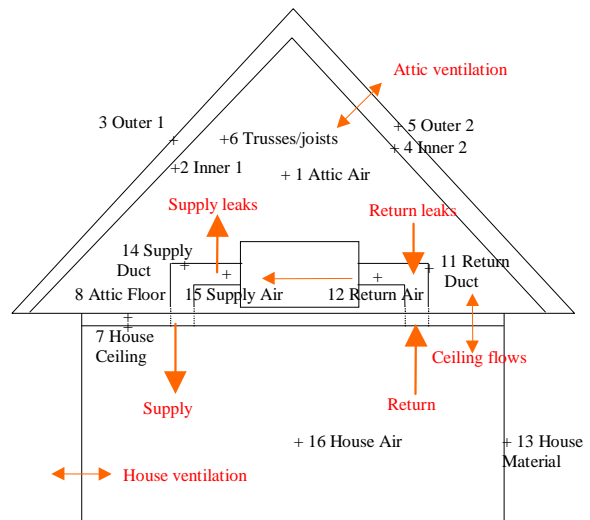 Attic ventilation
3 Outer 1
5 Outer 2
6 Trusses/joists
4 Inner 2
2 Inner 1
1 Attic Air
Supply leaks
Return leaks
14 Supply
Duct
11 Return
Duct
8 Attic Floor
15 Supply Air
12 Return Air
7 House
Ceiling
Ceiling flows
Supply
Return
16 House Air
13 House
Material
House ventilation